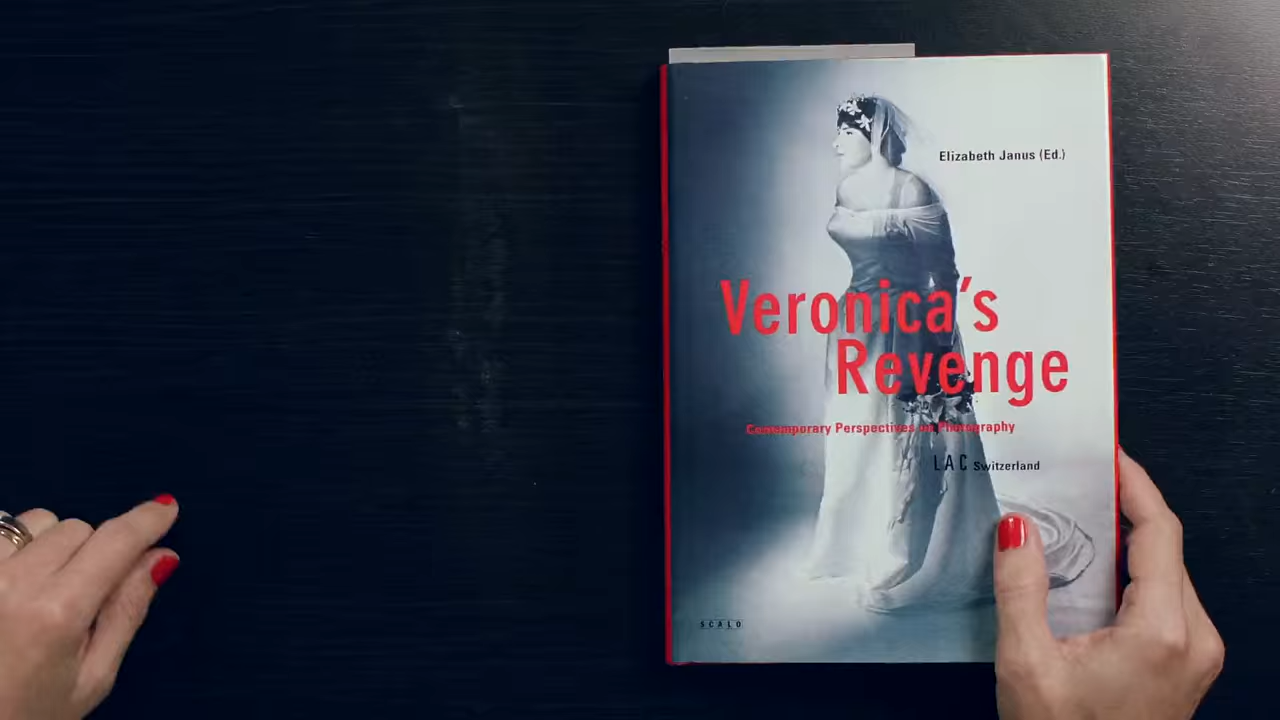 Elizabeth Janus (Ed.)
Veronica's
Revenge
Contemporary Perspectives on Photography
LAC Switzerland
SCALO